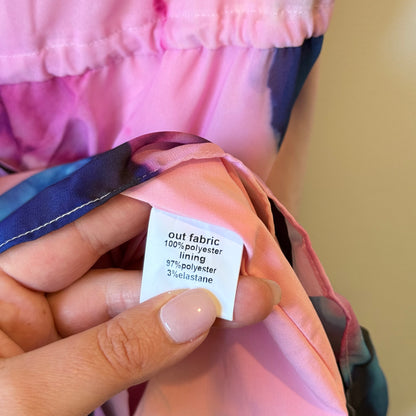 out fabric
100%polyester
lining
97%polyester
3%elastane